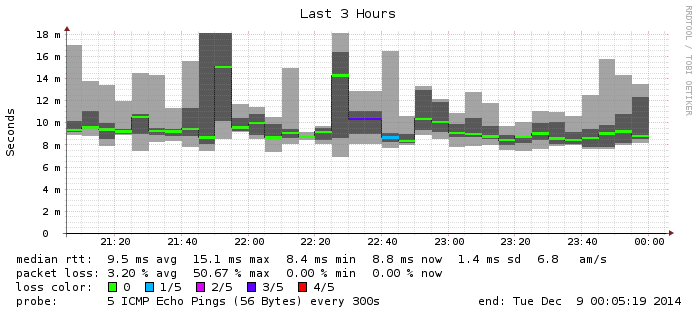 Last 3 Hours
RRDTOOL / TOBI OETIKER
Seconds
18 m
16 m
14 m
12 m
10 m
8 m
6 m
4 m
2 m
0
21:20 21:40 22:00 22:20 22:40 23:00 23:20 23:40 00:00
median rtt: 9.5 ms avg 15.1 ms max 8.4 ms min 8.8 ms now 1.4 ms sd 6.8 am/s
packet loss: 3.20 % avg 50.67 % max 0.00 % min 0.00 % now
loss color: 0 1/5 2/5 3/5 4/5
probe: 5 ICMP Echo Pings (56 Bytes) every 300s end: Tue Dec 9 00:05:19 2014